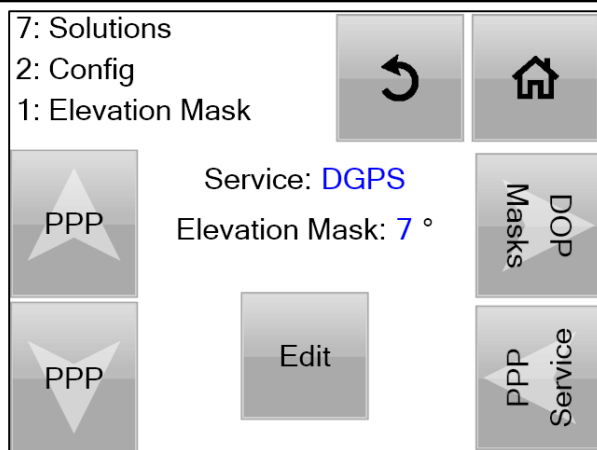 7: Solutions
2: Config
1: Elevation Mask
PPP
Service: DGPS
Elevation Mask: 7 °
DOP
Masks
PPP
Edit
PPP
Service